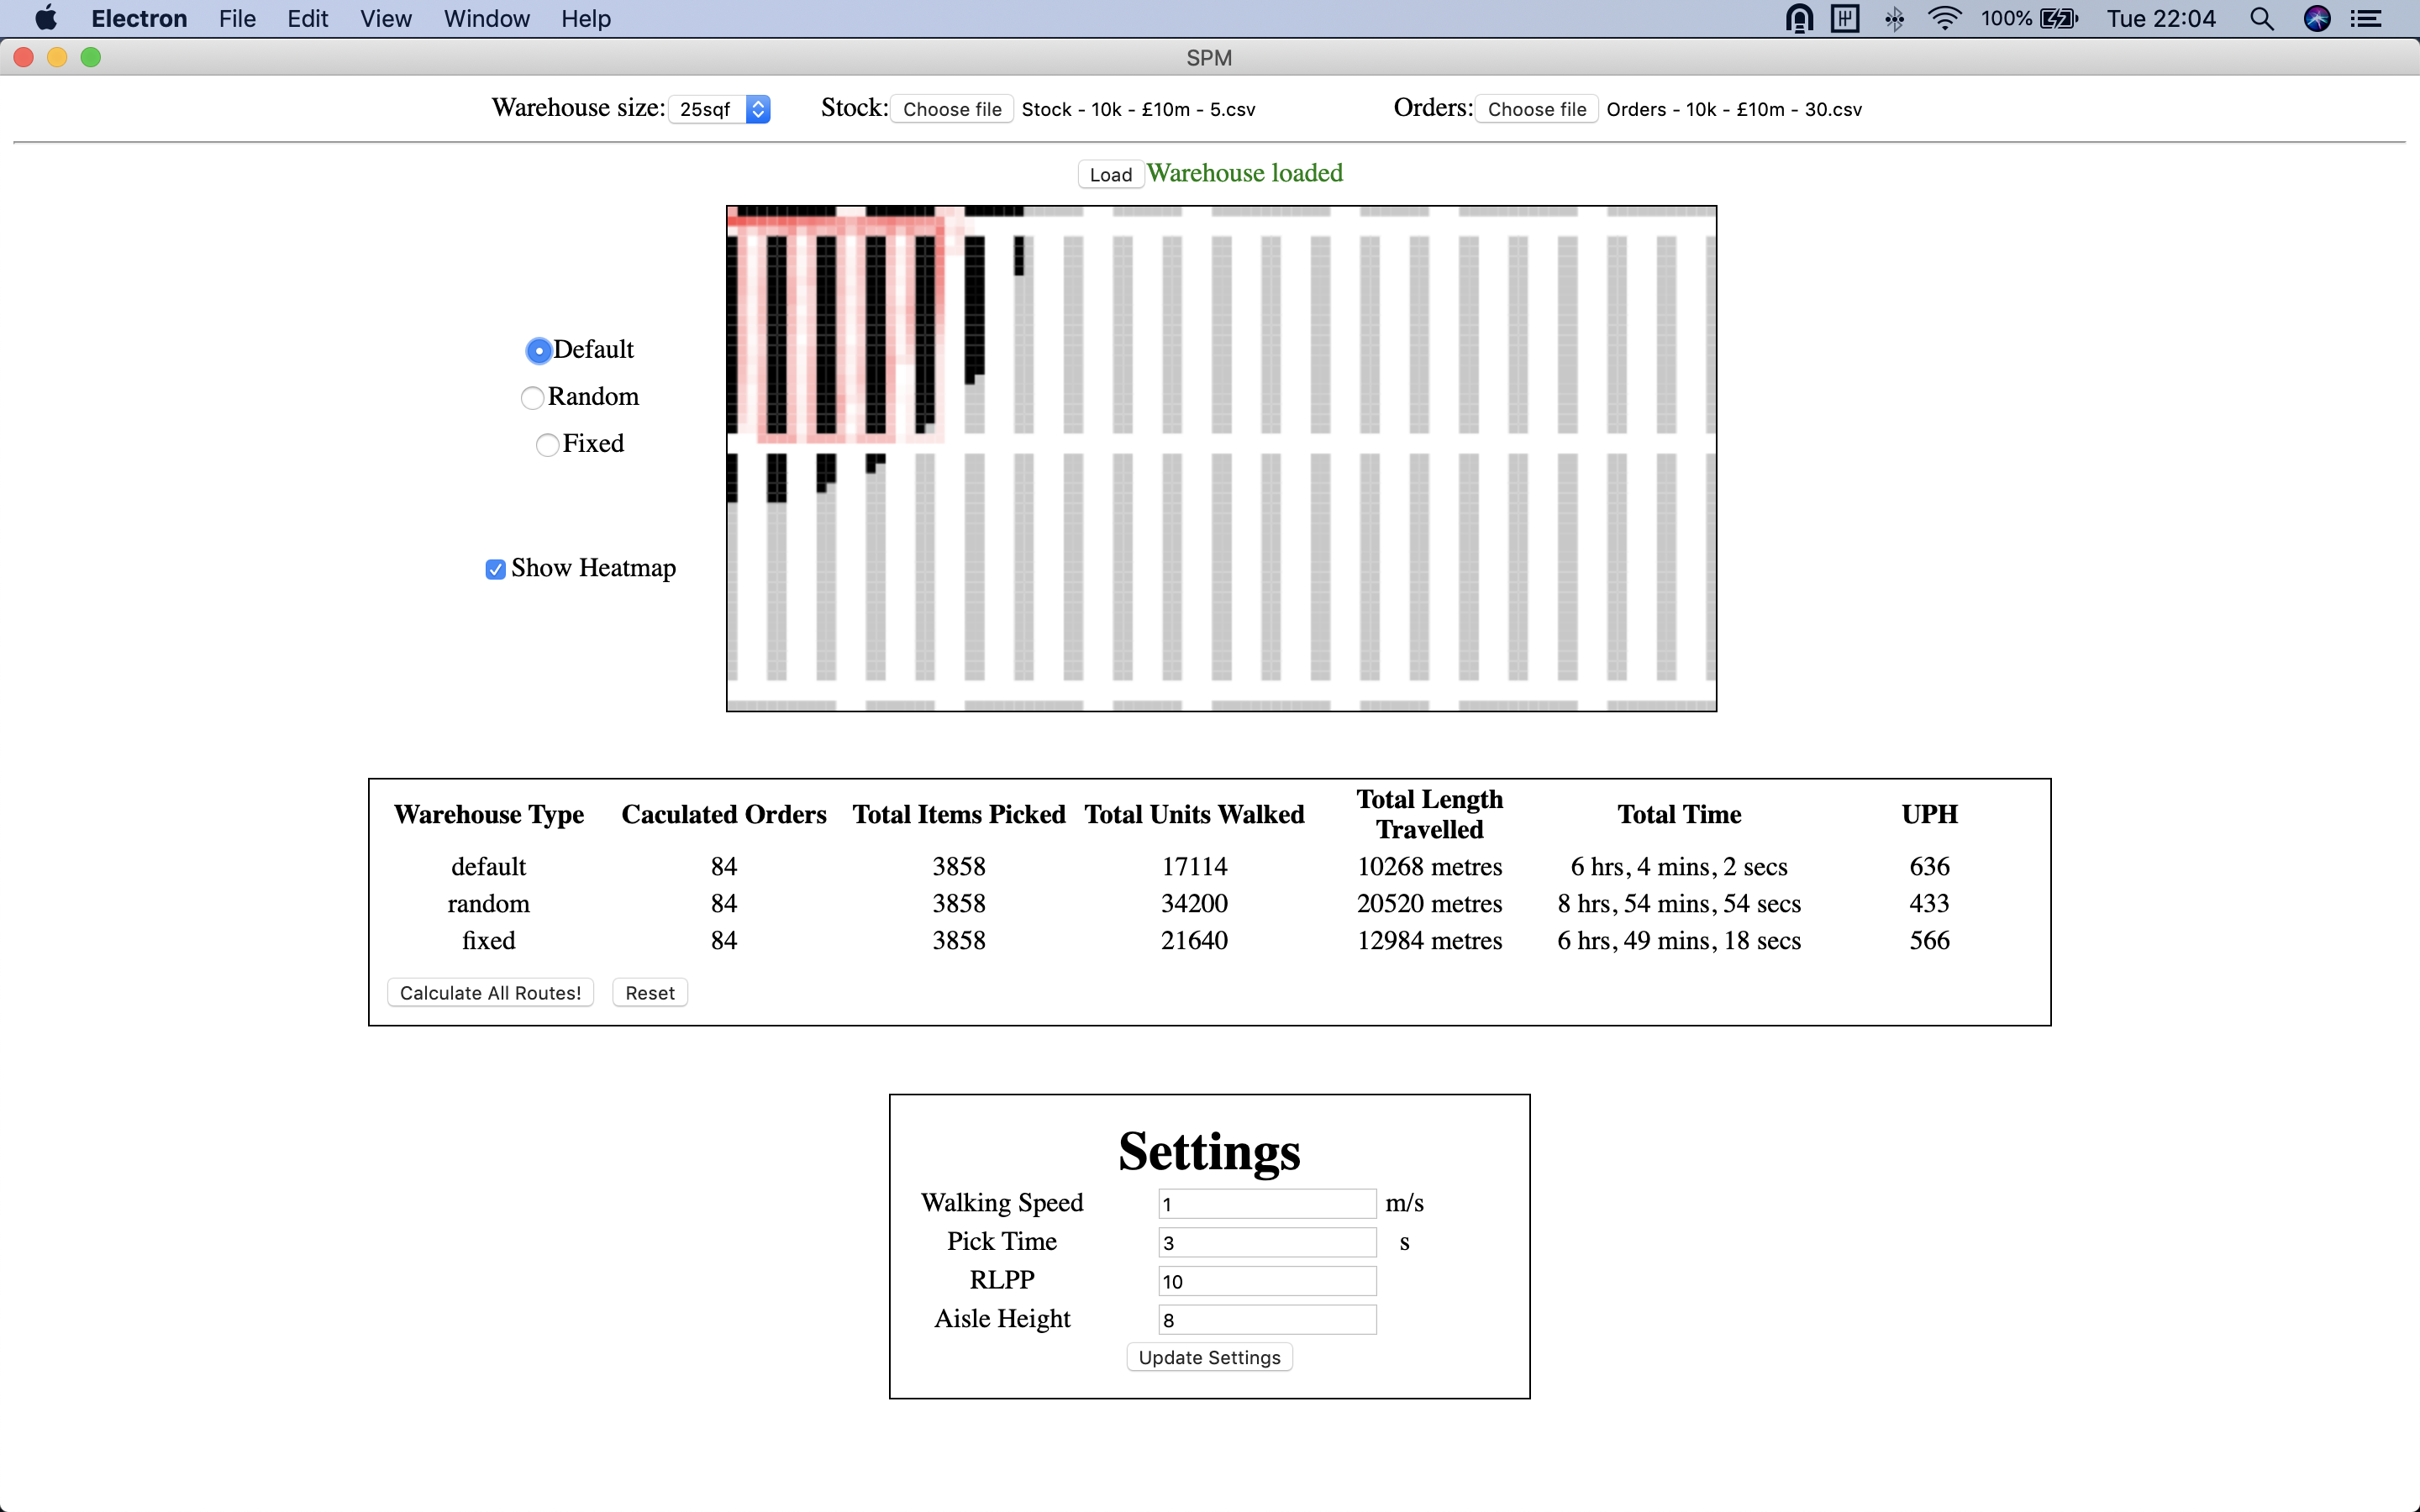 Electron File Edit View Window Help 100% Tue 22:04
SPM
Warehouse size: 25sqf Stock: Choose file Stock - 10k - £10m - 5.csv Orders: Choose file Orders - 10k - £10m - 30.csv
Load Warehouse loaded
Default
Random
Fixed
Show Heatmap
Warehouse Type Caculated Orders Total Items Picked Total Units Walked Total Length Travelled Total Time UPH
default 84 3858 17114 10268 metres 6 hrs, 4 mins, 2 secs 636
random 84 3858 34200 20520 metres 8 hrs, 54 mins, 54 secs 433
fixed 84 3858 21640 12984 metres 6 hrs, 49 mins, 18 secs 566
Calculate All Routes! Reset
Settings
Walking Speed 1 m/s
Pick Time 3 s
RLPP 10
Aisle Height 8
Update Settings